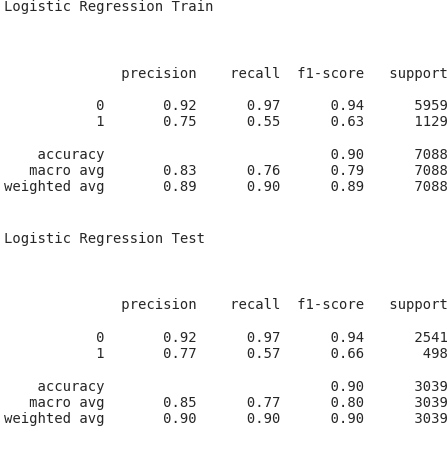 Logistic Regression Train
precision recall f1-score support
0 0.92 0.97 0.94 5959
1 0.75 0.55 0.63 1129
accuracy 0.90 7088
macro avg 0.83 0.76 0.79 7088
weighted avg 0.89 0.90 0.89 7088
Logistic Regression Test
precision recall f1-score support
0 0.92 0.97 0.94 2541
1 0.77 0.57 0.66 498
accuracy 0.90 3039
macro avg 0.85 0.77 0.80 3039
weighted avg 0.90 0.90 0.90 3039